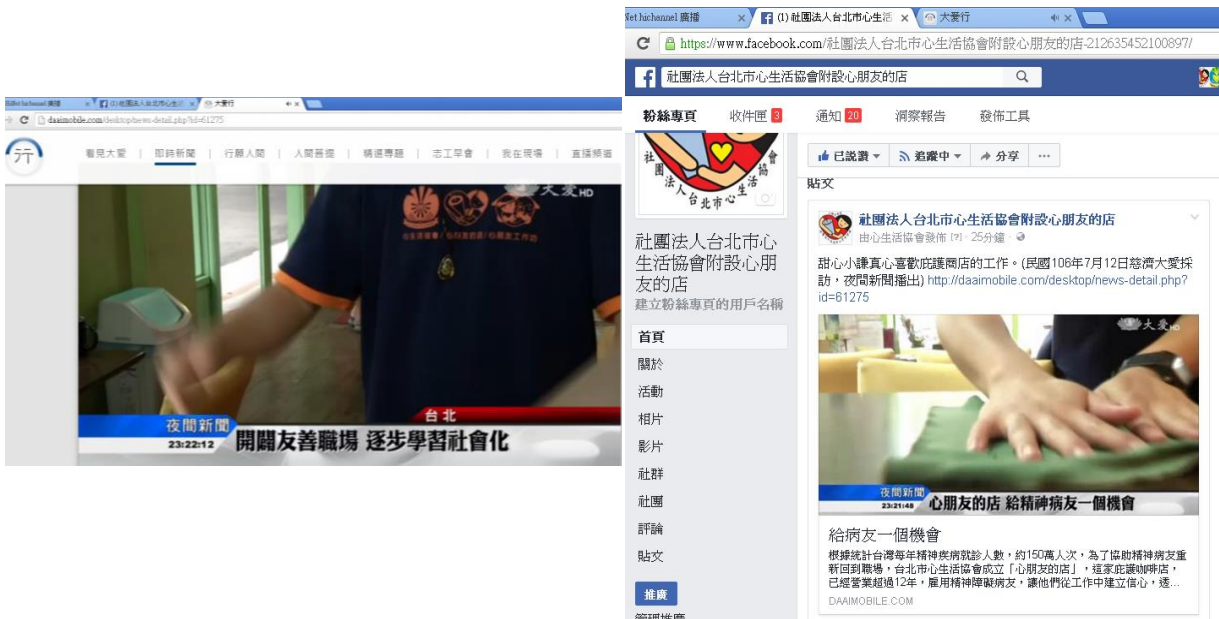 大愛行
daaimobile.com/desktop/news-detail.php?id=61275
行
看見大愛 | 即時新聞 | 行願人間 | 人間菩提 | 精選專題 | 志工早會 | 我在現場 | 直播頻道
大愛HD
台北
夜間新聞
23:22:12
開闢友善職場 逐步學習社會化
Net hichannel 廣播
(1) 社團法人台北市心生活
大愛行
https://www.facebook.com/社團法人台北市心生活協會附設心朋友的店-212635452100897/
社團法人台北市心生活協會附設心朋友的店
粉絲專頁 收件匣 3 通知 20 洞察報告 發佈工具
社團法人台北市心生活協會
已說讚 追蹤中 分享 ...
貼文
社團法人台北市心生活協會附設心朋友的店
由心生活協會發佈 [?] · 25分鐘 ·
甜心小謙真心喜歡庇護商店的工作。(民國106年7月12日慈濟大愛採
訪，夜間新聞播出) http://daaimobile.com/desktop/news-detail.php?
id=61275
大愛HD
夜間新聞
23:21:48
心朋友的店 給精神病友一個機會
給病友一個機會
根據統計台灣每年精神疾病就診人數，約150萬人次，為了協助精神病友重
新回到職場，台北市心生活協會成立「心朋友的店」，這家庇護咖啡店，
已經營業超過12年，雇用精神障礙病友，讓他們從工作中建立信心，透...
DAAIMOBILE.COM
社團法人台北市心
生活協會附設心朋
友的店
建立粉絲專頁的用戶名稱
首頁
關於
活動
相片
影片
社群
社團
評論
貼文
推廣
管理推廣